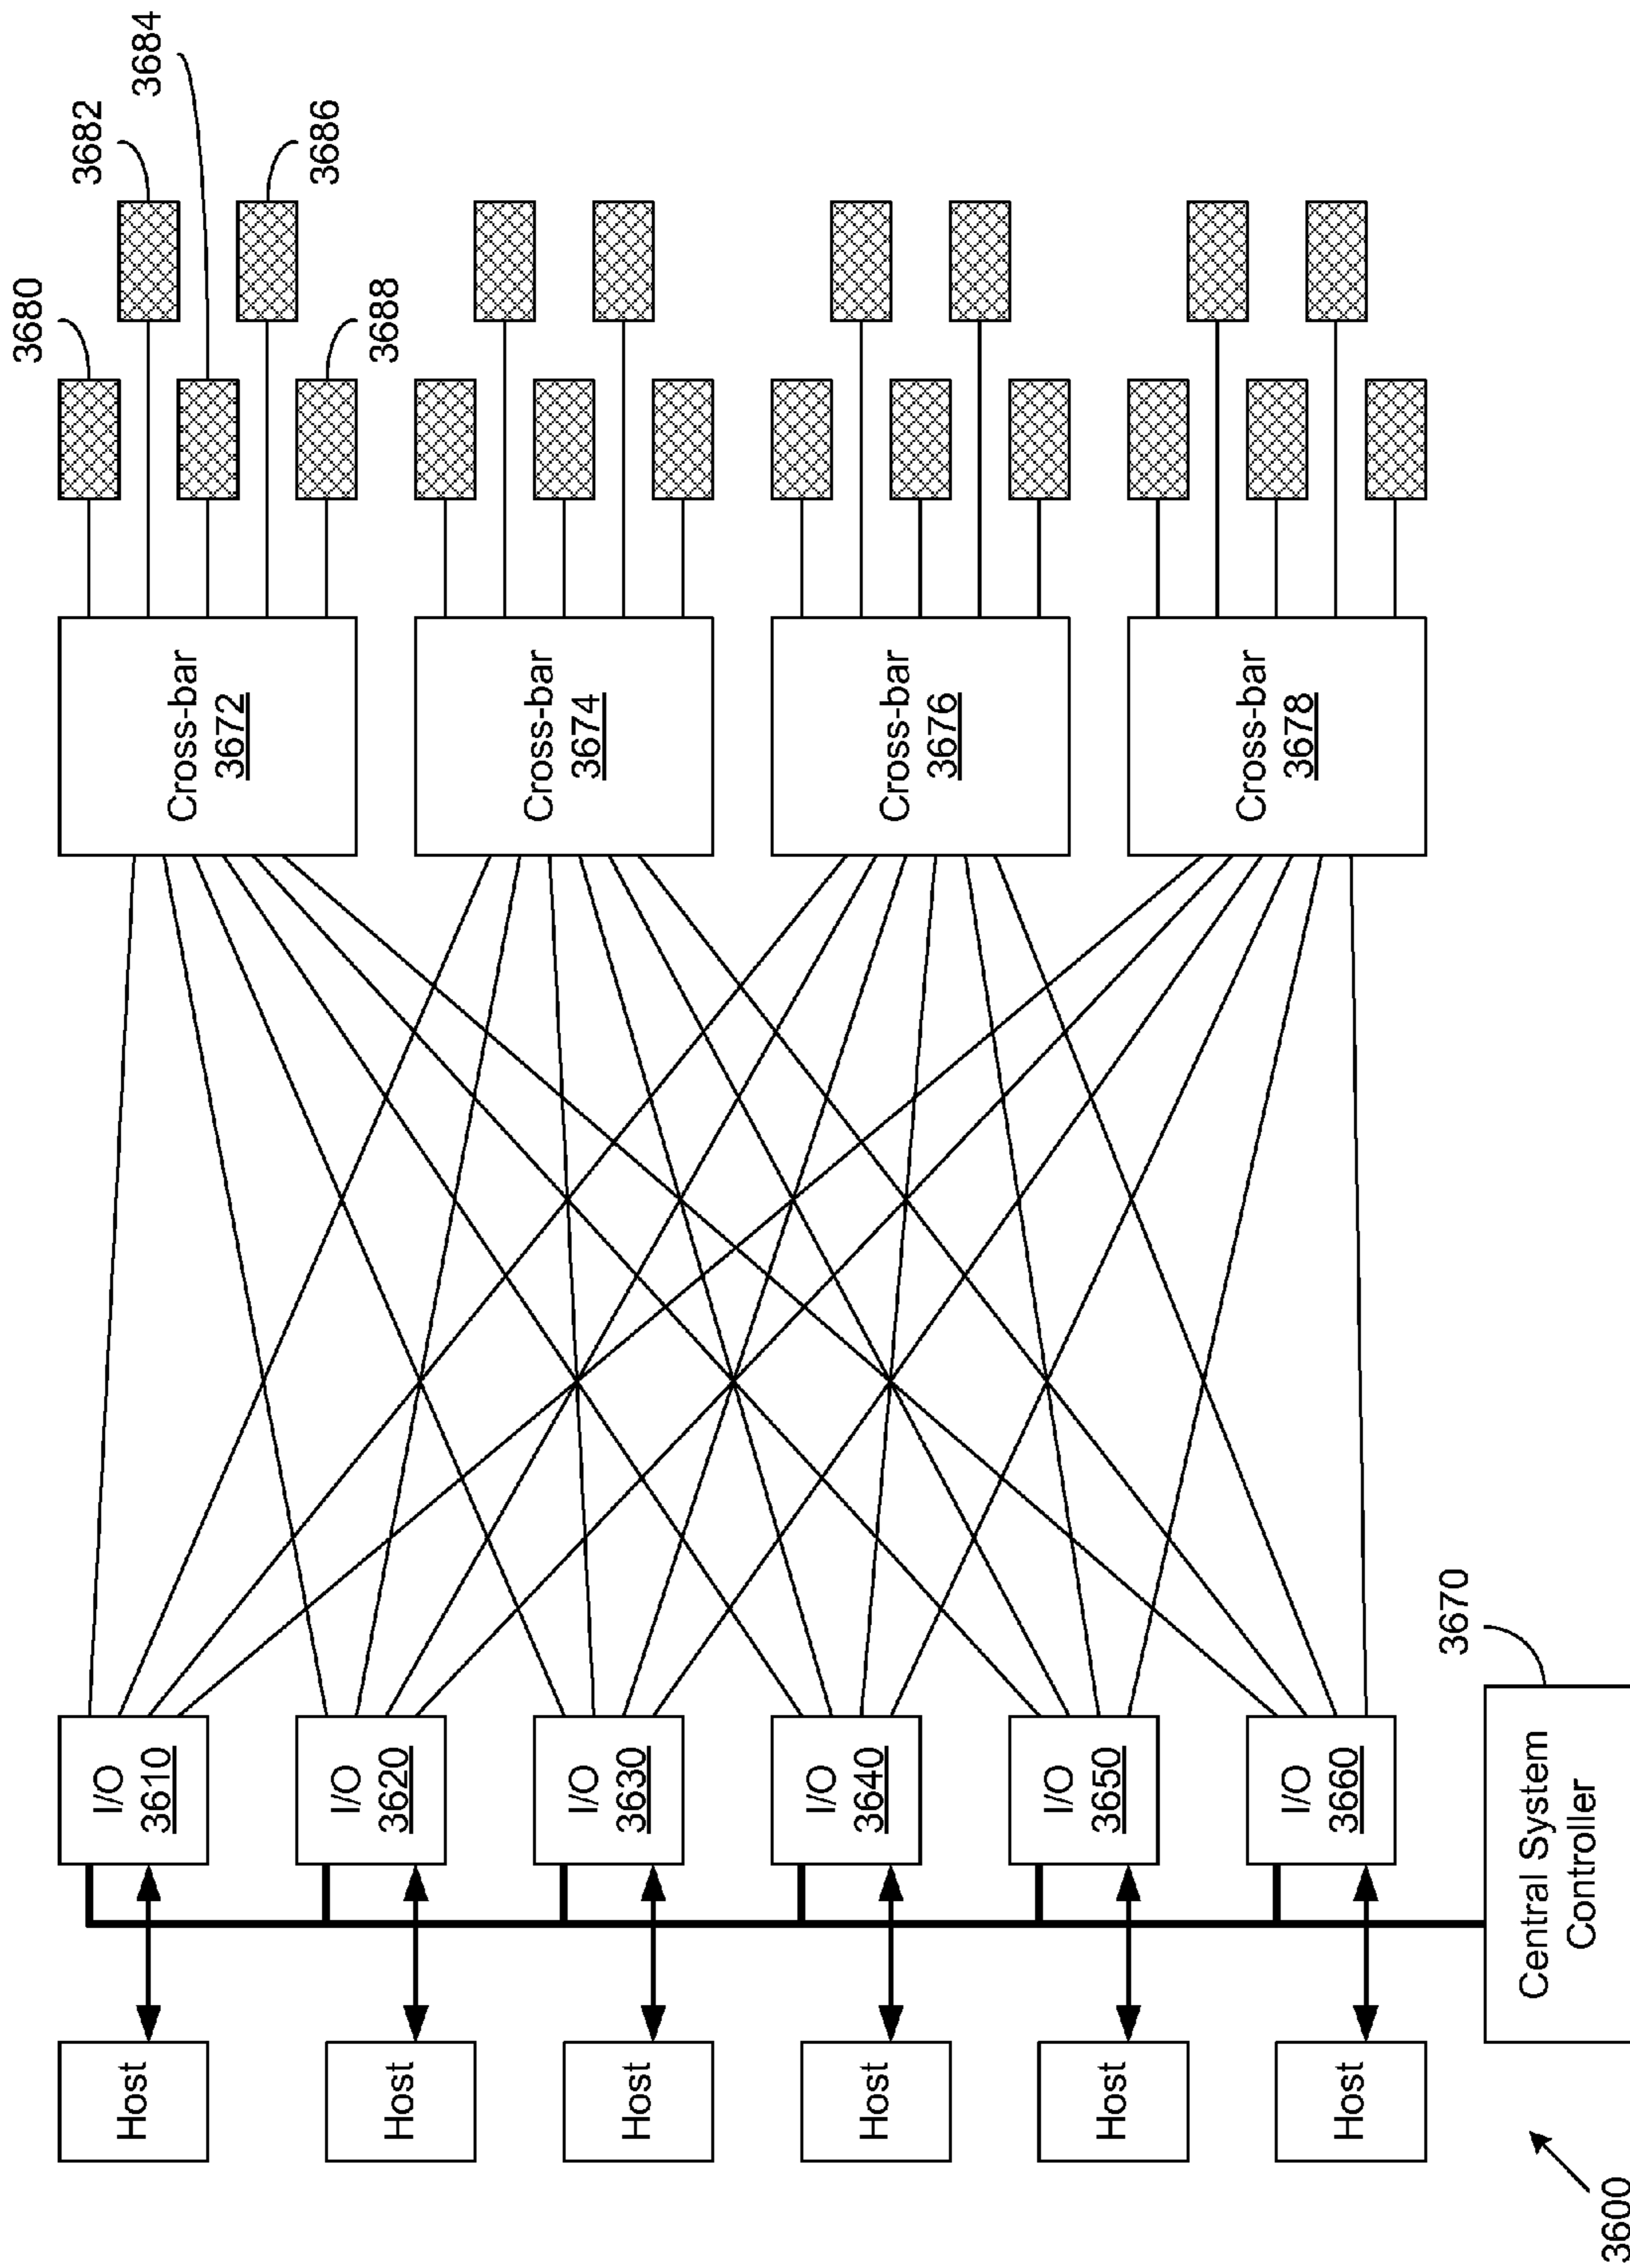 3680
3682
3684
3686
3688
Cross-bar
3672
Cross-bar
3674
Cross-bar
3676
Cross-bar
3678
I/O
3610
I/O
3620
I/O
3630
I/O
3640
I/O
3650
I/O
3660
Host
Host
Host
Host
Host
Host
3670
Central System
Controller
3600